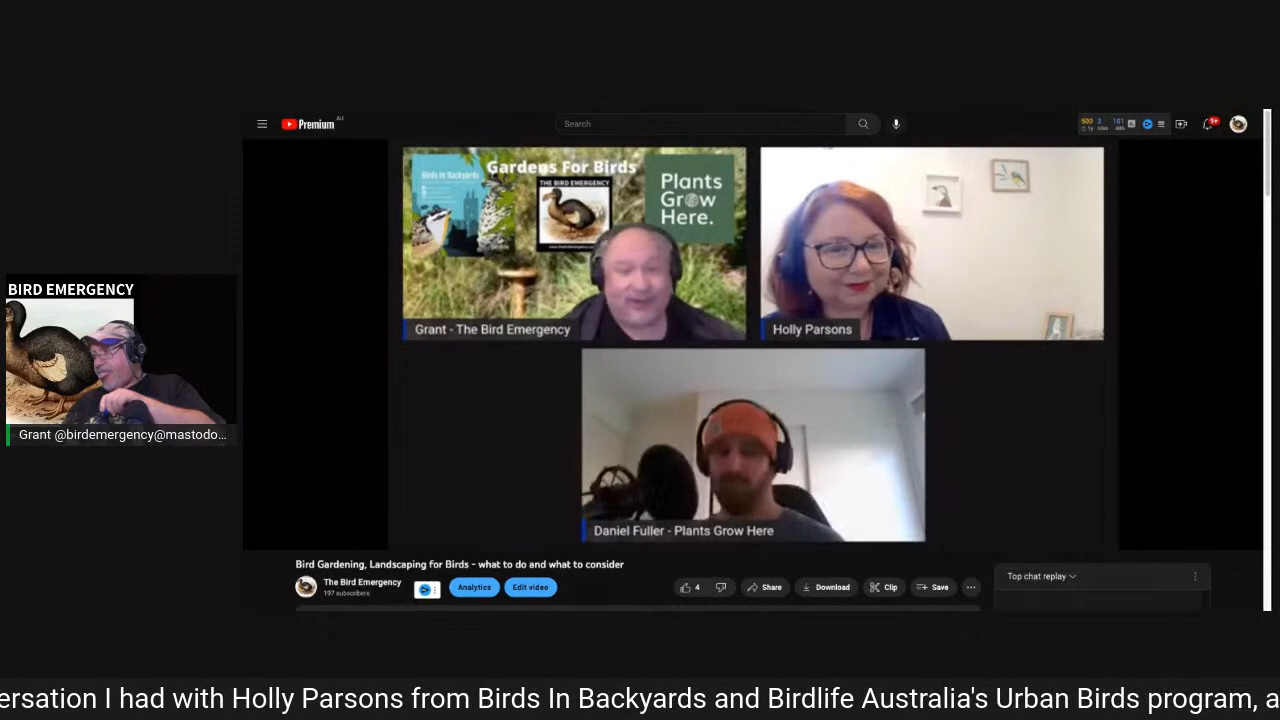 Premium
AU
Search
9+
Birds in Backyards
Gardens For Birds
THE BIRD EMERGENCY
Plants
Grow
Here.
Grant - The Bird Emergency
Holly Parsons
BIRD EMERGENCY
Grant @birdemergency@mastodo...
Daniel Fuller - Plants Grow Here
Bird Gardening, Landscaping for Birds - what to do and what to consider
The Bird Emergency
197 subscribers
Analytics
Edit video
4
Share
Download
Clip
Save
Top chat replay
ersation I had with Holly Parsons from Birds In Backyards and Birdlife Australia's Urban Birds program, a